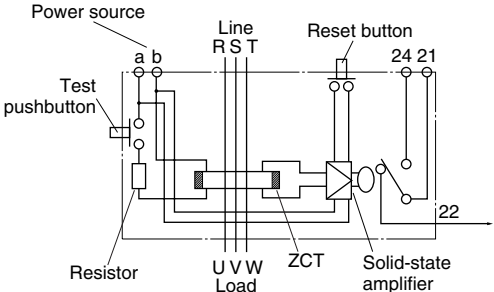 Power source
Line
R S T
Reset button
a b
24 21
Test
pushbutton
22
Resistor
U V W
Load
ZCT
Solid-state
amplifier